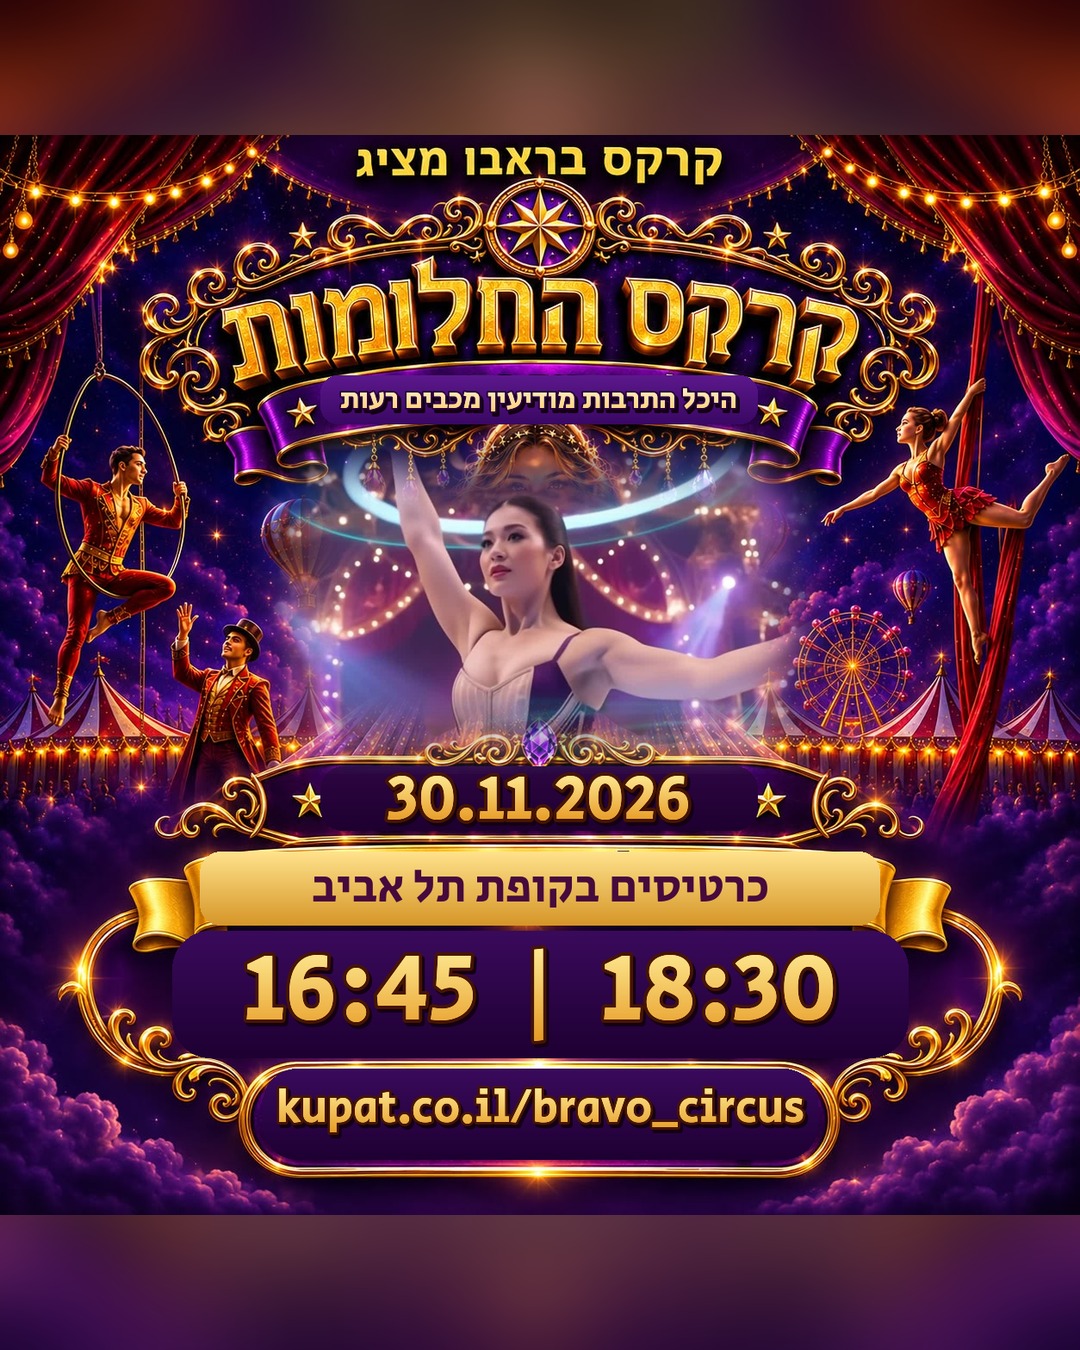 קרקס בראבו מציג
קרקס החלומות
היכל התרבות מודיעין מכבים רעות
30.11.2026
כרטיסים בקופת תל אביב
16:45 | 18:30
kupat.co.il/bravo_circus